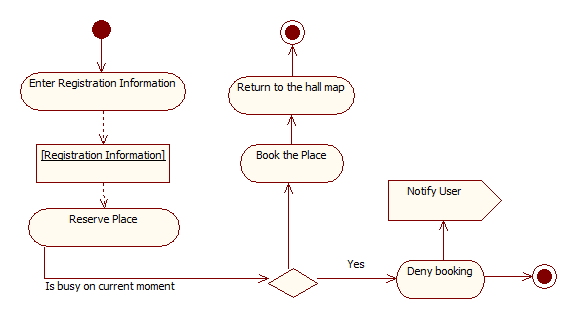 Enter Registration Information
Return to the hall map
[Registration Information]
Book the Place
Notify User
Reserve Place
Yes
Deny booking
Is busy on current moment